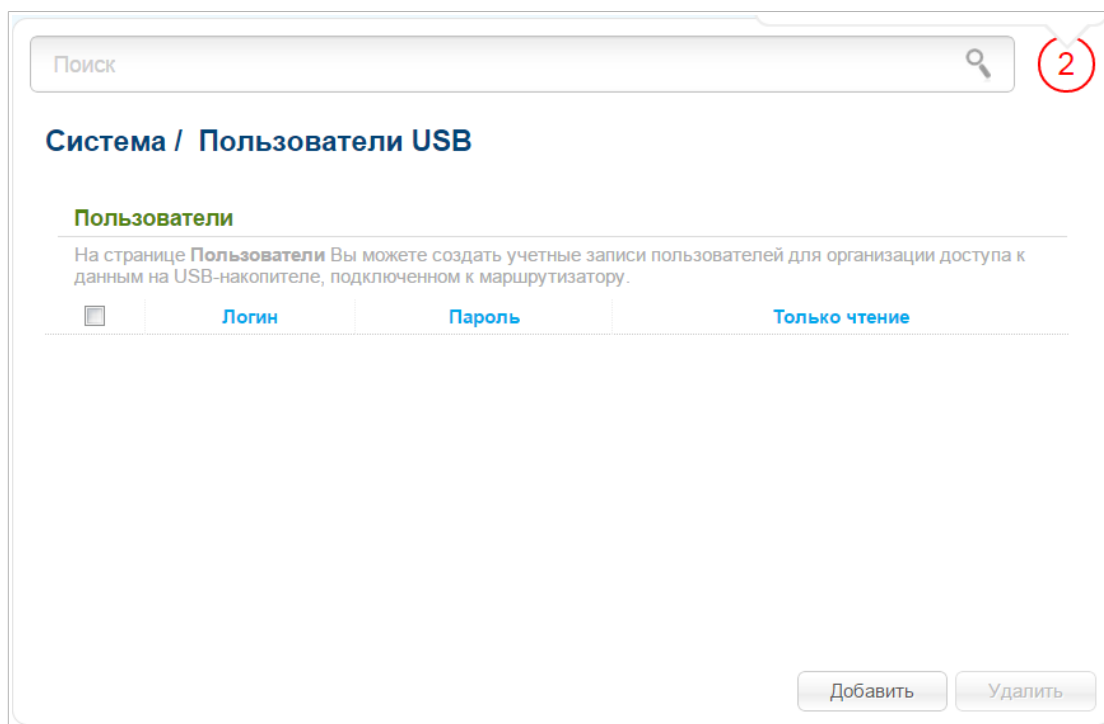 Поиск
2
Система / Пользователи USB
Пользователи
На странице Пользователи Вы можете создать учетные записи пользователей для организации доступа к
данным на USB-накопителе, подключенном к маршрутизатору.
Логин Пароль Только чтение
Добавить Удалить